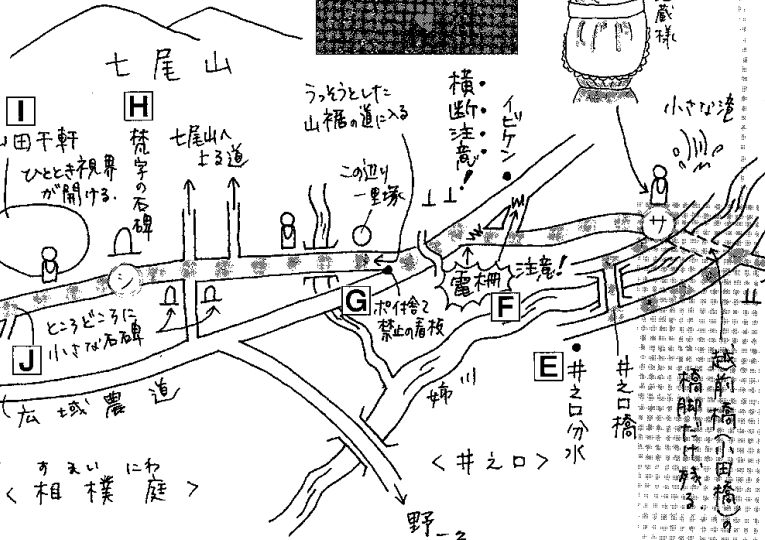 七尾山
I
H
梵字の石碑
七尾山へ
上る道
うっそうとした
山裾の道に入る
横断注意!
イビケン
蔵様
小さな滝
田千軒
ひととき視界
が開ける.
この辺り
一里塚
サ
シ
電柵
注意!
G
ポイ捨て
禁止の看板
F
J
ところどころに
小さな石碑
広域農道
姉川
E
井之口分水
井之口橋
越前橋(小田橋)の
橋脚だけ残る.
<井之口>
すまい にわ
<相撲庭>
野